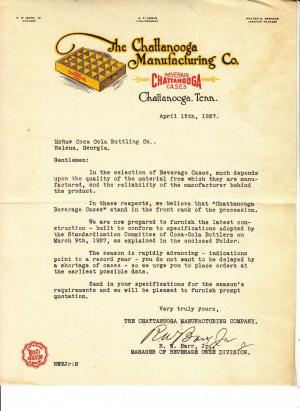 The Chattanooga
Manufacturing Co.
BEVERAGE
CHATTANOOGA
CASES
Chattanooga, Tenn.
April 15th, 1927.
McRae Coca Cola Bottling Co.,
Helena, Georgia.
Gentlemen:
In the selection of Beverage Cases, much depends
upon the quality of the material from which they are manu-
factured, and the reliability of the manufacturer behind
the product.
In these respects, we believe that "Chattanooga
Beverage Cases" stand in the front rank of the procession.
We are now prepared to furnish the latest con-
struction - built to conform to specifications adopted by
the Standardization Committee of Coca-Cola Bottlers on
March 9th, 1927, as explained in the enclosed Folder.
The season is rapidly advancing - indications
point to a record year - you do not want to be delayed by
a shortage of cases - so we urge you to place orders at
the earliest possible date.
Send in your specifications for the season's
requirements and we will be pleased to furnish prompt
quotation.
Very truly yours,
THE CHATTANOOGA MANUFACTURING COMPANY.
R. W. Barr, Jr.
MANAGER OF BEVERAGE CASE DIVISION.
RWBJr:N